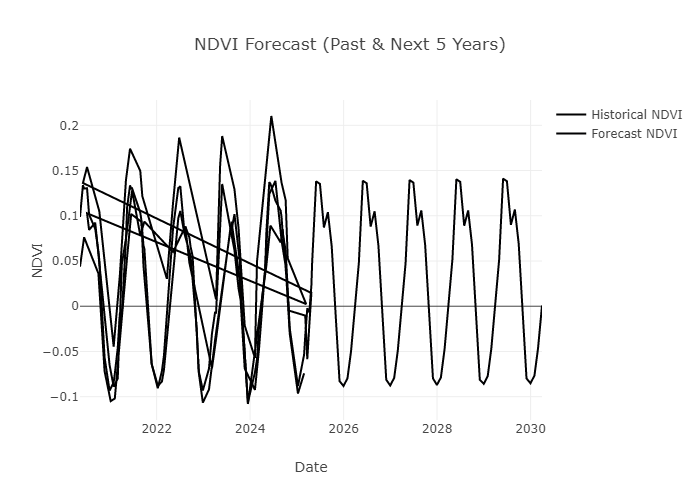 NDVI Forecast (Past & Next 5 Years)
Historical NDVI
Forecast NDVI
0.2
0.15
0.1
0.05
0
−0.05
−0.1
NDVI
2022 2024 2026 2028 2030
Date